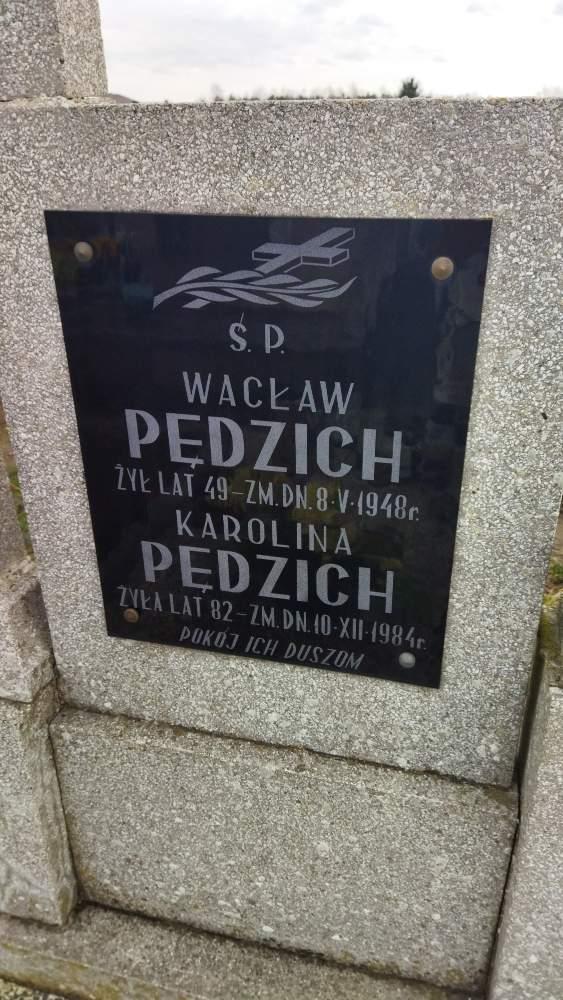 Ś. P.
WACŁAW
PĘDZICH
ŻYŁ LAT 49-ZM. DN. 8·V·1948r.
KAROLINA
PĘDZICH
ŻYŁA LAT 82-ZM. DN. 10·XII·1984r.
POKÓJ ICH DUSZOM